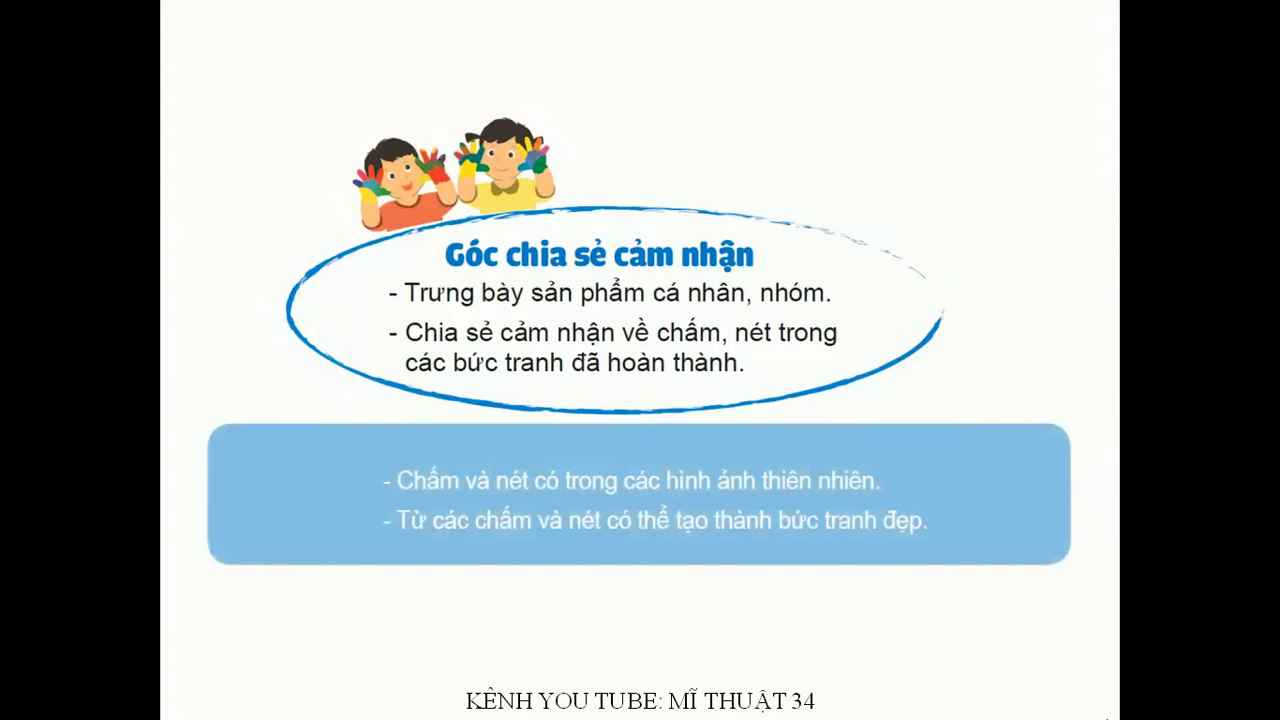 Góc chia sẻ cảm nhận
- Trưng bày sản phẩm cá nhân, nhóm.
- Chia sẻ cảm nhận về chấm, nét trong
các bức tranh đã hoàn thành.
- Chấm và nét có trong các hình ảnh thiên nhiên.
- Từ các chấm và nét có thể tạo thành bức tranh đẹp.
KÊNH YOU TUBE: MĨ THUẬT 34